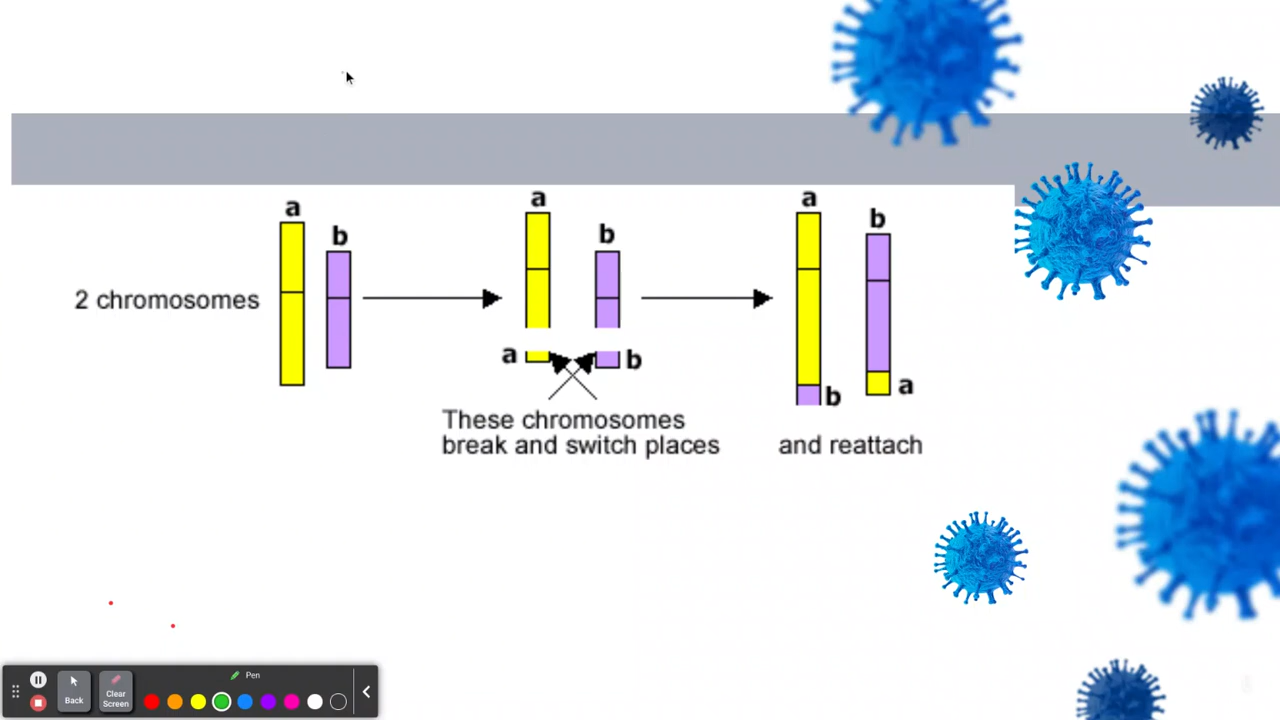 a
b
a
b
a
b
2 chromosomes
a
b
b
a
These chromosomes
break and switch places
and reattach
Pen
Back
Clear
Screen